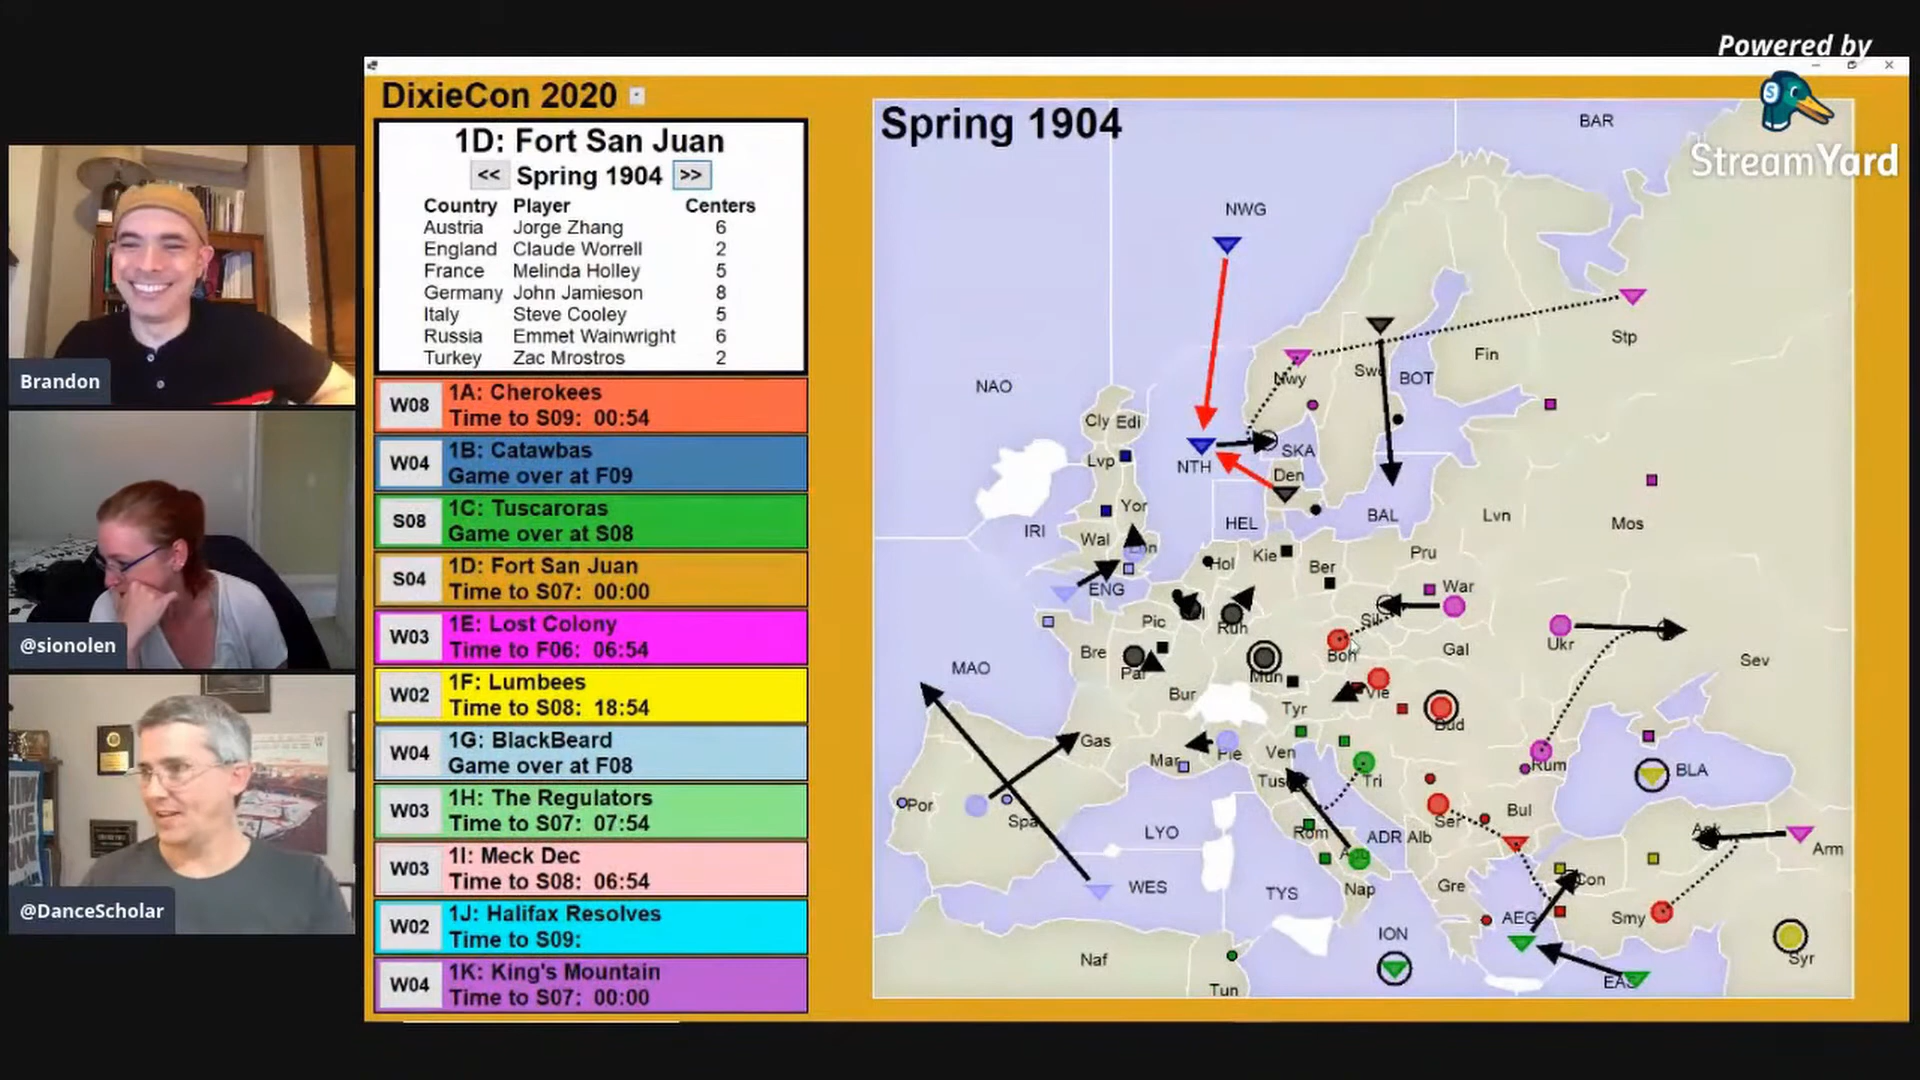 Powered by
StreamYard
Brandon
@sionolen
@DanceScholar
DixieCon 2020
1D: Fort San Juan
<< Spring 1904 >>
Country Player Centers
Austria Jorge Zhang 6
England Claude Worrell 2
France Melinda Holley 5
Germany John Jamieson 8
Italy Steve Cooley 5
Russia Emmet Wainwright 6
Turkey Zac Mrostros 2
W08 1A: Cherokees
Time to S09: 00:54
W04 1B: Catawbas
Game over at F09
S08 1C: Tuscaroras
Game over at S08
S04 1D: Fort San Juan
Time to S07: 00:00
W03 1E: Lost Colony
Time to F06: 06:54
W02 1F: Lumbees
Time to S08: 18:54
W04 1G: BlackBeard
Game over at F08
W03 1H: The Regulators
Time to S07: 07:54
W03 1I: Meck Dec
Time to S08: 06:54
W02 1J: Halifax Resolves
Time to S09:
W04 1K: King's Mountain
Time to S07: 00:00
Spring 1904
BAR
NWG
Stp
Fin
BOT
Nwy
NAO
Cly Edi
SKA
Lvp
NTH
Den
Yor
BAL
Lvn
Mos
HEL
IRI
Wal
Kie
Pru
Hol
Ber
War
ENG
Pic
Ruh
Ukr
Bre
Boh
Gal
Sev
MAO
Mun
Bur
Vie
Tyr
Bud
Gas
Ven
Pie
Mar
Rum
BLA
Tus
Tri
Por
Spa
Bul
Ser
LYO
Rom
ADR Alb
Arm
WES
TYS
Nap
Gre
Con
Smy
AEG
ION
Naf
Syr
EAS
Tun